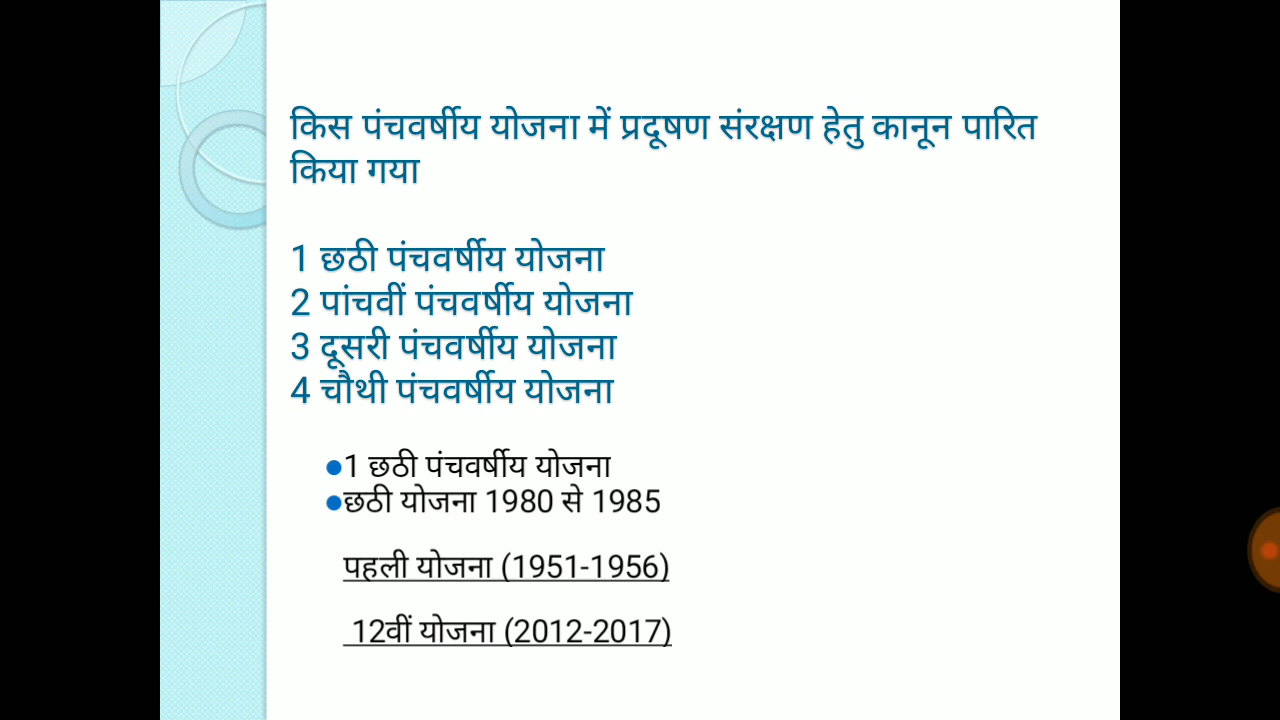 किस पंचवर्षीय योजना में प्रदूषण संरक्षण हेतु कानून पारित
किया गया
1 छठी पंचवर्षीय योजना
2 पांचवीं पंचवर्षीय योजना
3 दूसरी पंचवर्षीय योजना
4 चौथी पंचवर्षीय योजना
●1 छठी पंचवर्षीय योजना
●छठी योजना 1980 से 1985
पहली योजना (1951-1956)
12वीं योजना (2012-2017)